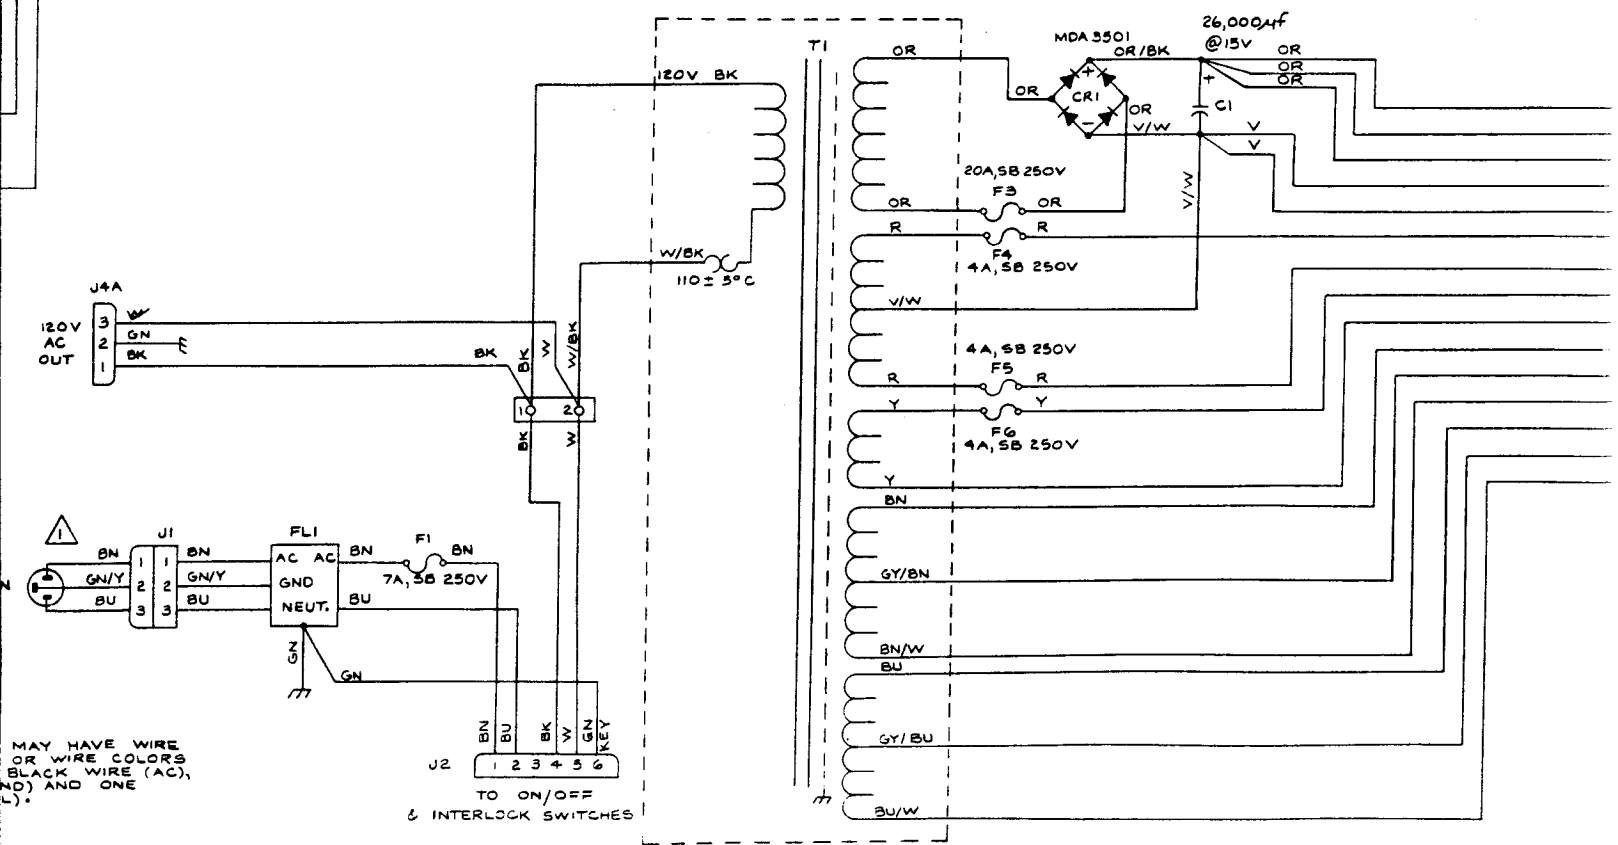 26,000µf
@15V
MDA 3501
OR/BK
OR
OR
OR
T1
OR
120V BK
OR
+
CR1
-
OR
+
C1
V/W
V
V
20A, SB 250V
F3
V/W
OR
OR
R
R
W/BK
F4
4A, SB 250V
110 ± 5°C
J4A
V/W
120V
AC
OUT
3
2
1
W
GN
BK
BK
BK
W
W/BK
4A, SB 250V
F5
R
R
1
2
Y
Y
BK
W
F6
4A, SB 250V
Y
BN
1
J1
FL1
F1
BN
1
1
BN
AC
AC
BN
BN
N
GN/Y
2
2
GN/Y
GND
7A, SB 250V
GY/BN
BU
3
3
BU
NEUT.
BU
GN
GN
BN/W
BU
BN
BU
BK
W
GN
KEY
GY/BU
MAY HAVE WIRE
OR WIRE COLORS
BLACK WIRE (AC),
ND) AND ONE
L).
J2
1 2 3 4 5 6
TO ON/OFF
& INTERLOCK SWITCHES
BU/W